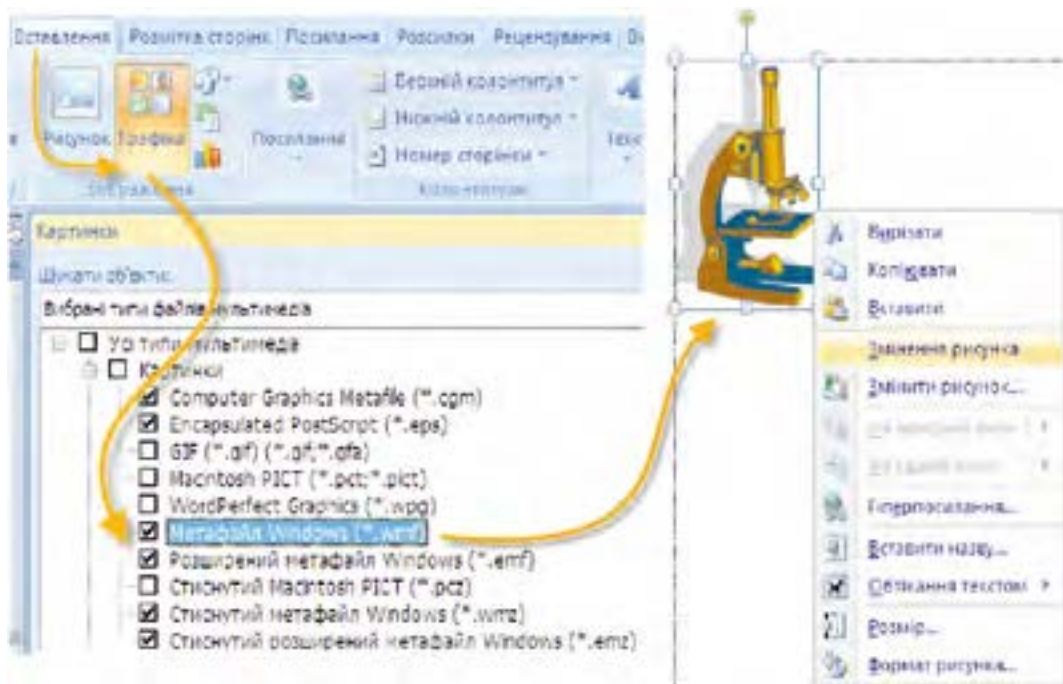 Вставлення Розмітка сторінк Посилання Розсилки Рецензування
Рисунок Графіка Посилання
Верхній колонтитул
Нижній колонтитул
Номер сторінки
Колонтитули
Картинки
Шукати об'єкти:
Вибрані типи файлів мультимедіа
Усі типи мультимедіа
Картинки
Computer Graphics Metafile (*.cgm)
Encapsulated PostScript (*.eps)
GIF (*.gif) (*.gif;*.gfa)
Macintosh PICT (*.pct;*.pict)
WordPerfect Graphics (*.wpg)
Метафайл Windows (*.wmf)
Розширений метафайл Windows (*.emf)
Стиснутий Macintosh PICT (*.pcz)
Стиснутий метафайл Windows (*.wmz)
Стиснутий розширений метафайл Windows (*.emz)
Вирізати
Копіювати
Вставити
Змінення рисунка
Змінити рисунок...
Гіперпосилання...
Вставити назву...
Обтікання текстом
Розмір...
Формат рисунка...